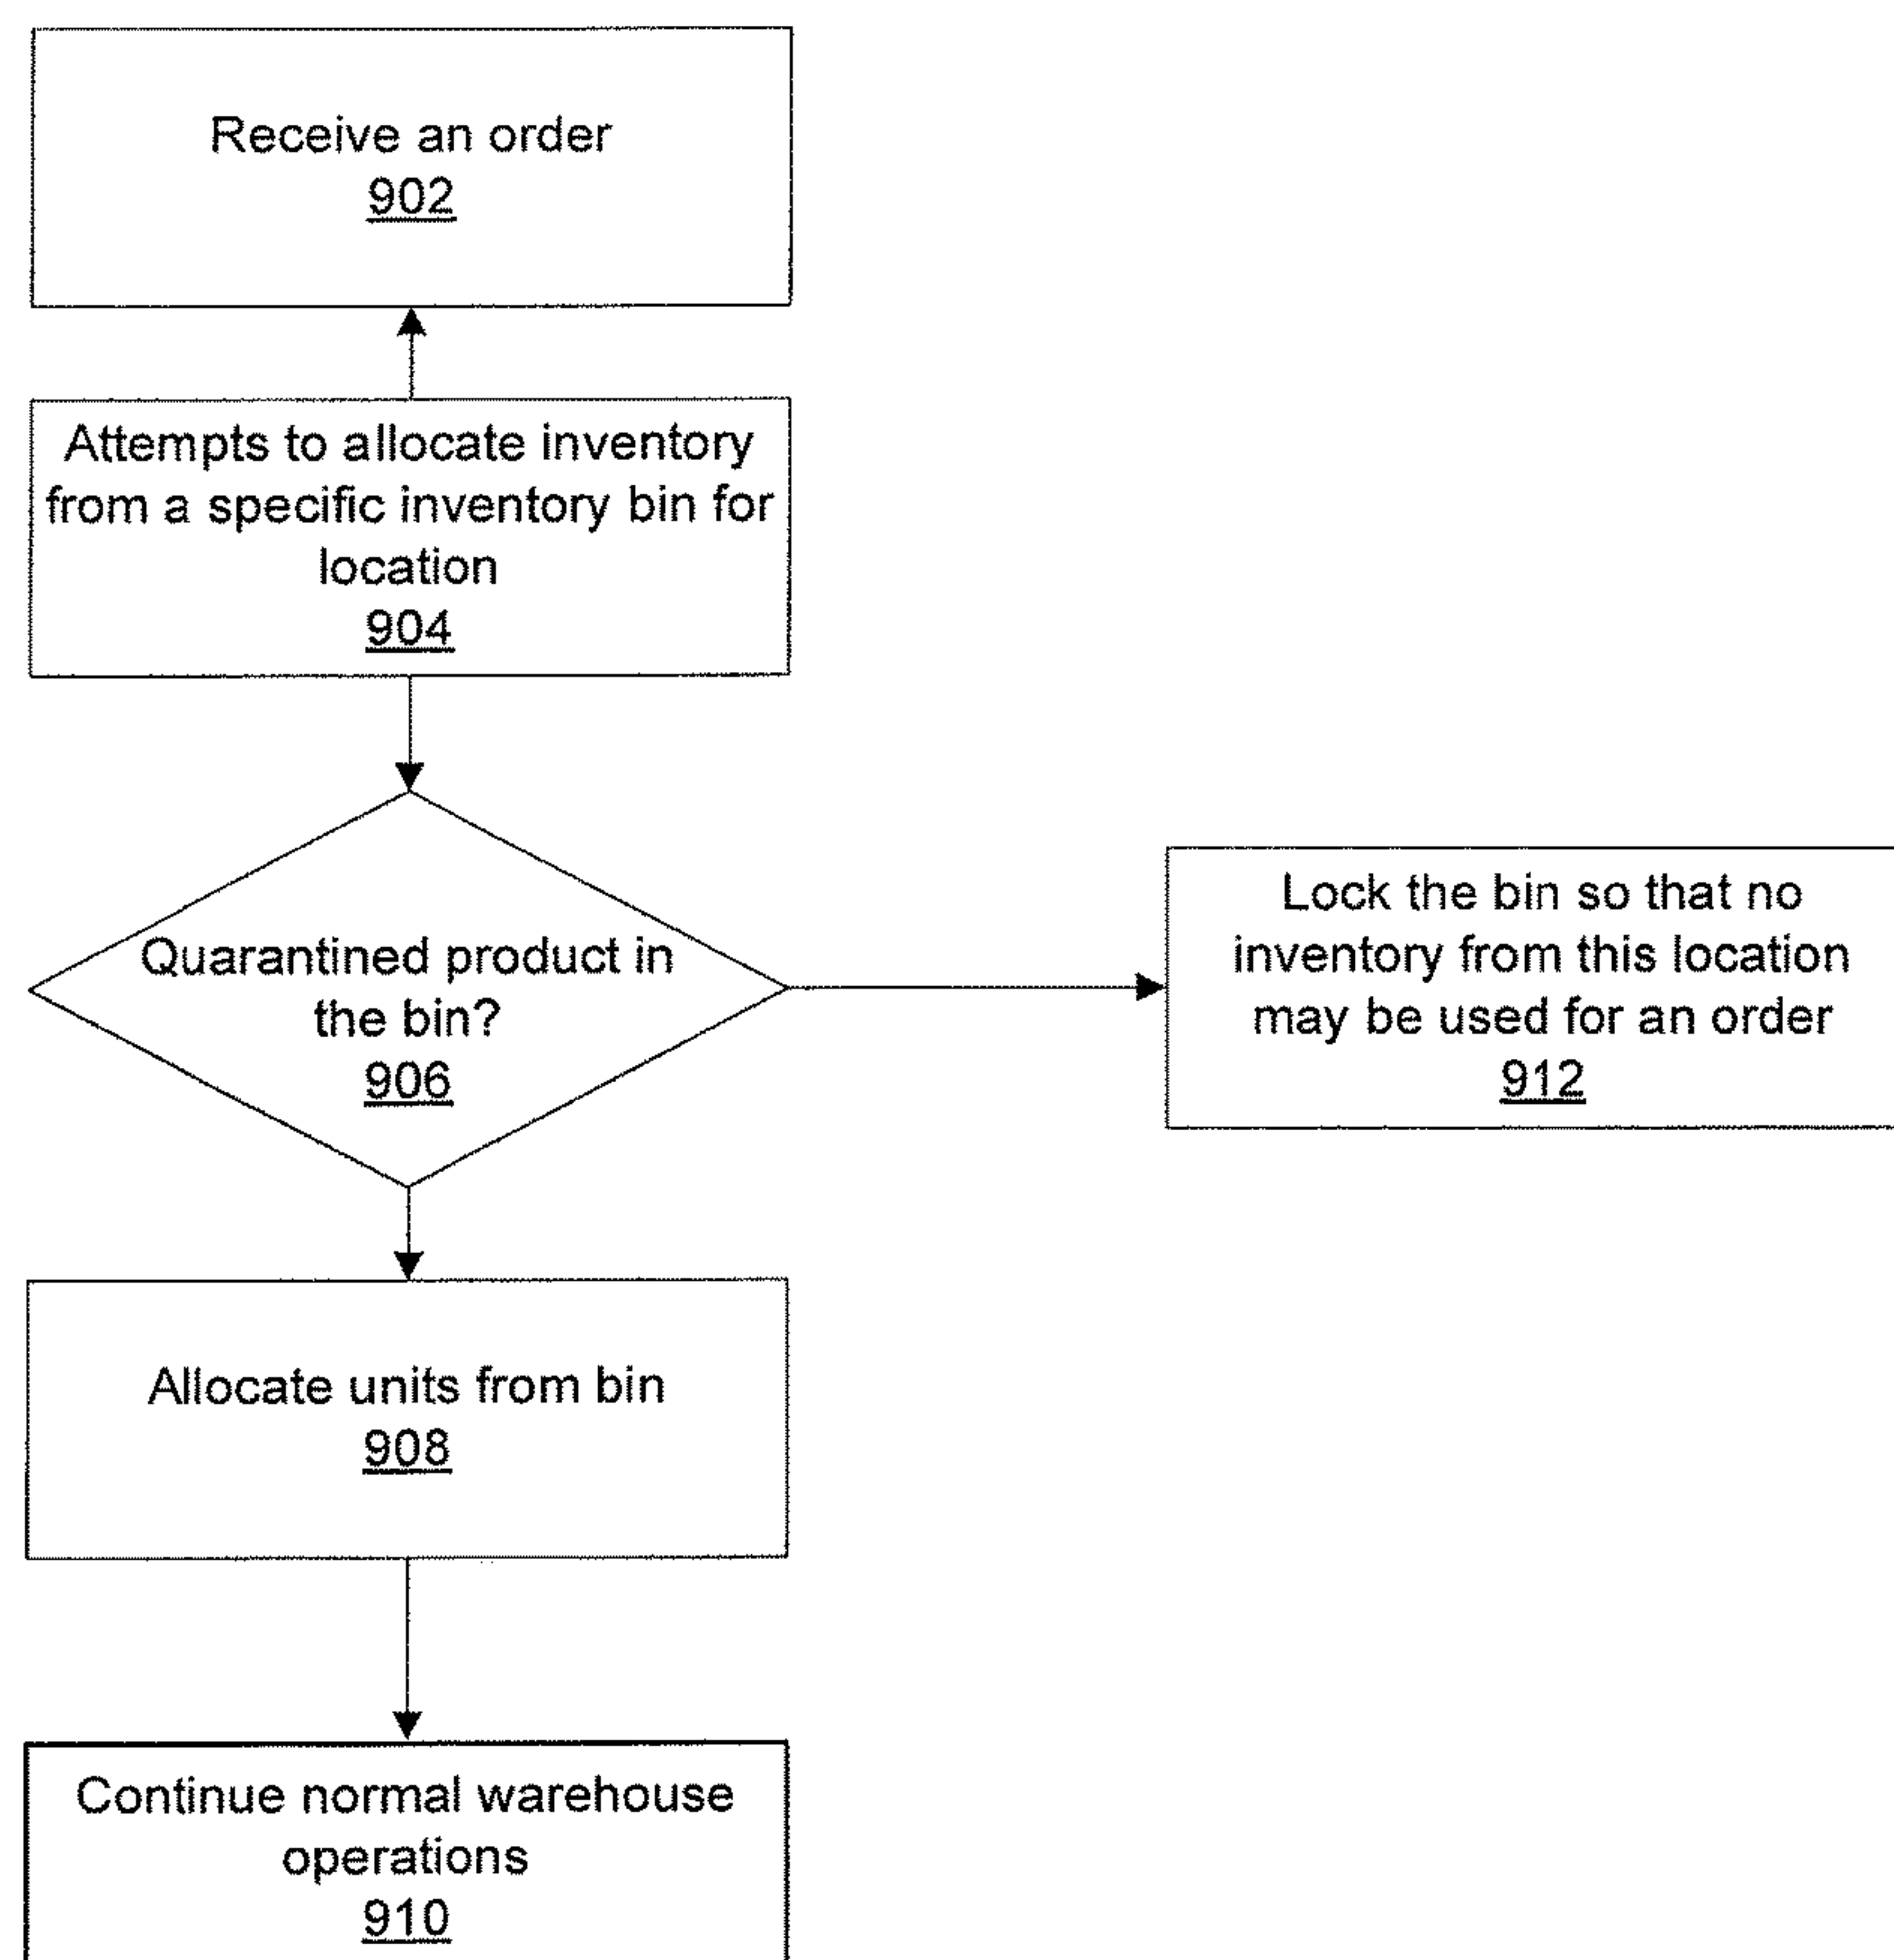 Receive an order
902
Attempts to allocate inventory
from a specific inventory bin for
location
904
Quarantined product in
the bin?
906
Lock the bin so that no
inventory from this location
may be used for an order
912
Allocate units from bin
908
Continue normal warehouse
operations
910